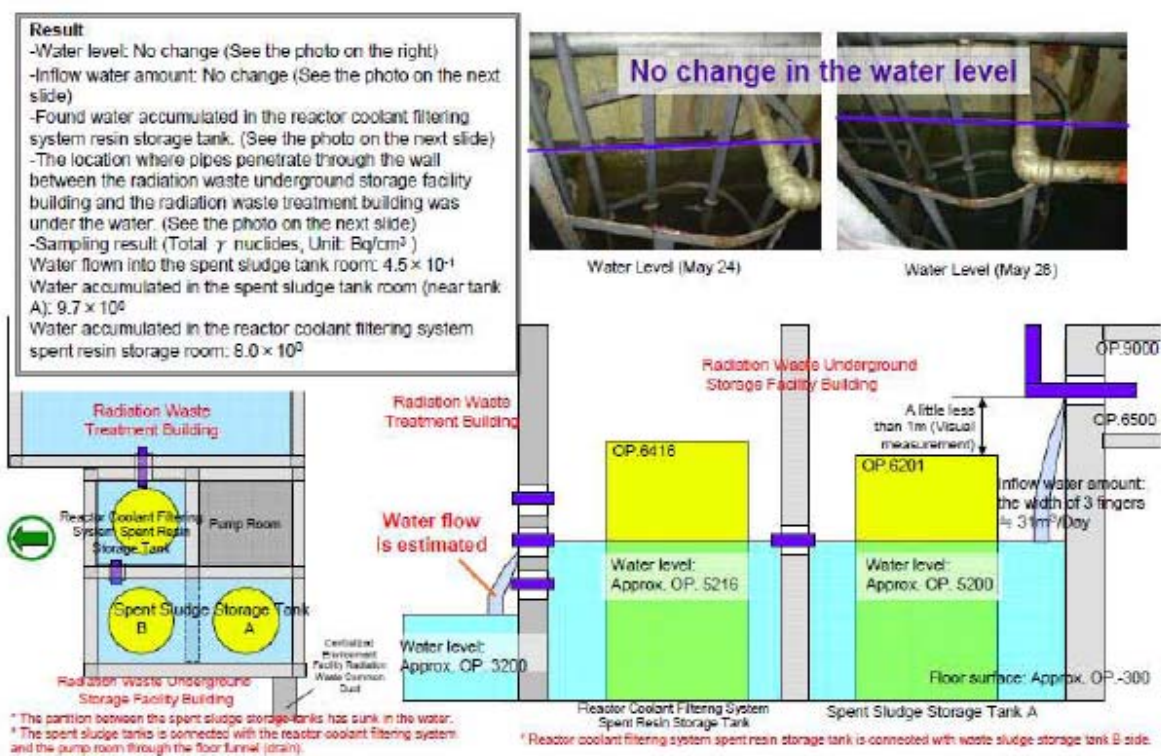 Result
-Water level: No change (See the photo on the right)
-Inflow water amount: No change (See the photo on the next
slide)
-Found water accumulated in the reactor coolant filtering
system resin storage tank. (See the photo on the next slide)
-The location where pipes penetrate through the wall
between the radiation waste underground storage facility
building and the radiation waste treatment building was
under the water. (See the photo on the next slide)
-Sampling result (Total γ nuclides, Unit: Bq/cm³ )
Water flown into the spent sludge tank room: 4.5 × 10⁻¹
Water accumulated in the spent sludge tank room (near tank
A): 9.7 ×
Water accumulated in the reactor coolant filtering system
spent resin storage room: 8.0 ×
No change in the water level
Water Level (May 24)
Water Level (May 26)
Radiation Waste
Treatment Building
Reactor Coolant Filtering
System Spent Resin
Storage Tank
Pump Room
Spent Sludge Storage Tank
B
A
Centralized
Environment
Facility Radiation
Waste Common
Duct
Radiation Waste Underground
Storage Facility Building
* The partition between the spent sludge storage tanks has sunk in the water.
* The spent sludge tanks is connected with the reactor coolant filtering system
and the pump room through the floor funnel (drain).
Radiation Waste
Treatment Building
Radiation Waste Underground
Storage Facility Building
OP.9000
OP.6500
A little less
than 1m (Visual
measurement)
OP.6416
OP.6201
Inflow water amount:
the width of 3 fingers
≒ 31m³/Day
Water flow
is estimated
Water level:
Approx. OP. 5216
Water level:
Approx. OP. 5200
Water level:
Approx. OP. 3200
Floor surface: Approx. OP.-300
Reactor Coolant Filtering System
Spent Resin Storage Tank
Spent Sludge Storage Tank A
* Reactor coolant filtering system spent resin storage tank is connected with waste sludge storage tank B side.